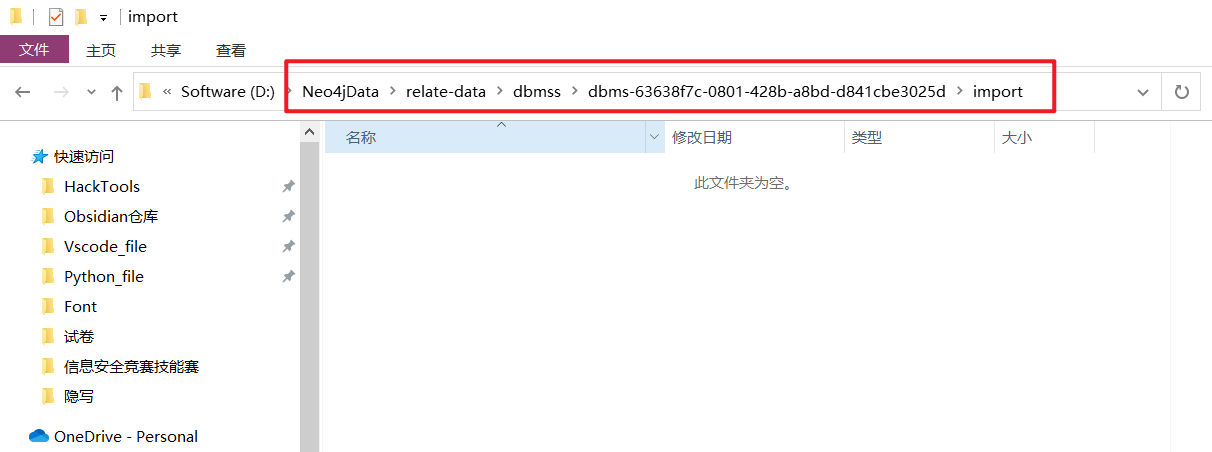 import
文件 主页 共享 查看
« Software (D:) › Neo4jData › relate-data › dbmss › dbms-63638f7c-0801-428b-a8bd-d841cbe3025d › import
名称 修改日期 类型 大小
此文件夹为空。
快速访问
HackTools
Obsidian仓库
Vscode_file
Python_file
Font
试卷
信息安全竞赛技能赛
隐写
OneDrive - Personal